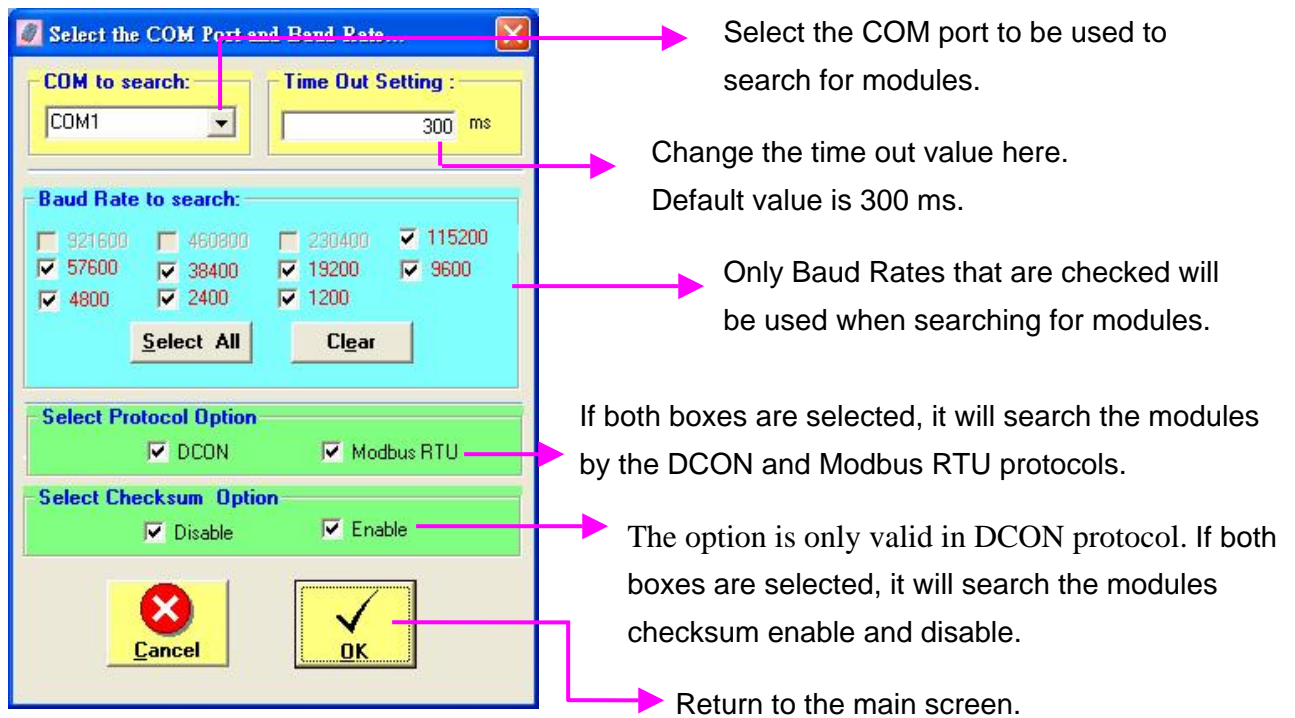 Select the COM Port and Baud Rate...
COM to search:
Time Out Setting :
COM1
300 ms
Baud Rate to search:
921600 460800 230400 115200
57600 38400 19200 9600
4800 2400 1200
Select All
Clear
Select Protocol Option
DCON
Modbus RTU
Select Checksum Option
Disable
Enable
Cancel
OK
Select the COM port to be used to
search for modules.
Change the time out value here.
Default value is 300 ms.
Only Baud Rates that are checked will
be used when searching for modules.
If both boxes are selected, it will search the modules
by the DCON and Modbus RTU protocols.
The option is only valid in DCON protocol. If both
boxes are selected, it will search the modules
checksum enable and disable.
Return to the main screen.